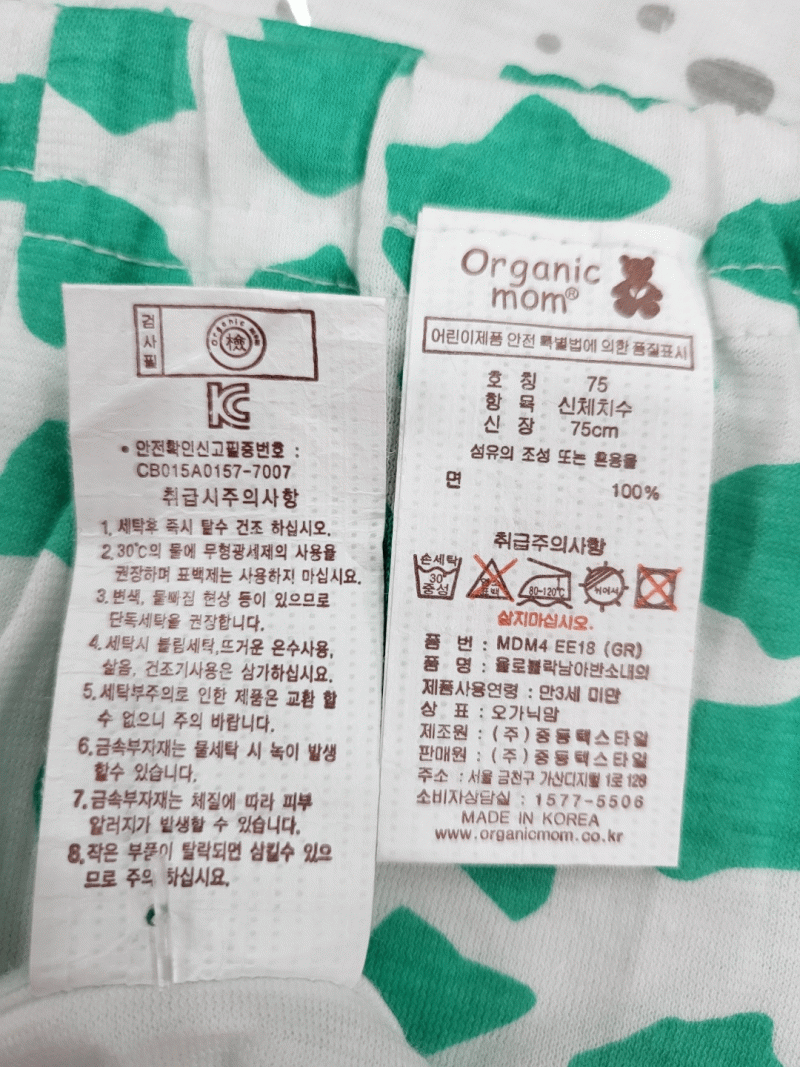 검사필
Organic mom
檢
KC
• 안전확인신고필증번호 :
CB015A0157-7007
취급시주의사항
1. 세탁후 즉시 탈수 건조 하십시오.
2. 30℃의 물에 무형광세제의 사용을
권장하며 표백제는 사용하지 마십시요.
3. 변색, 물빠짐 현상 등이 있으므로
단독세탁을 권장합니다.
4. 세탁시 불림세탁,뜨거운 온수사용,
삶음, 건조기사용은 삼가하십시요.
5. 세탁부주의로 인한 제품은 교환 할
수 없으니 주의 바랍니다.
6. 금속부자재는 물세탁 시 녹이 발생
할수 있습니다.
7. 금속부자재는 체질에 따라 피부
알러지가 발생할 수 있습니다.
8. 작은 부품이 탈락되면 삼킬수 있으
므로 주의 하십시요.
Organic
mom®
어린이제품 안전 특별법에 의한 품질표시
호 칭 75
항 목 신체치수
신 장 75cm
섬유의 조성 또는 혼용율
면 100%
취급주의사항
손세탁
30°
중성
표백
80~120℃
뉘어서
삶지마십시오.
품 번 : MDM4 EE18 (GR)
품 명 : 율로블락남아반소내의
제품사용연령 : 만3세 미만
상 표 : 오가닉맘
제조원 : (주)중동텍스타일
판매원 : (주)중동텍스타일
주소 : 서울 금천구 가산디지털 1로 128
소비자상담실 : 1577-5506
MADE IN KOREA
www.organicmom.co.kr